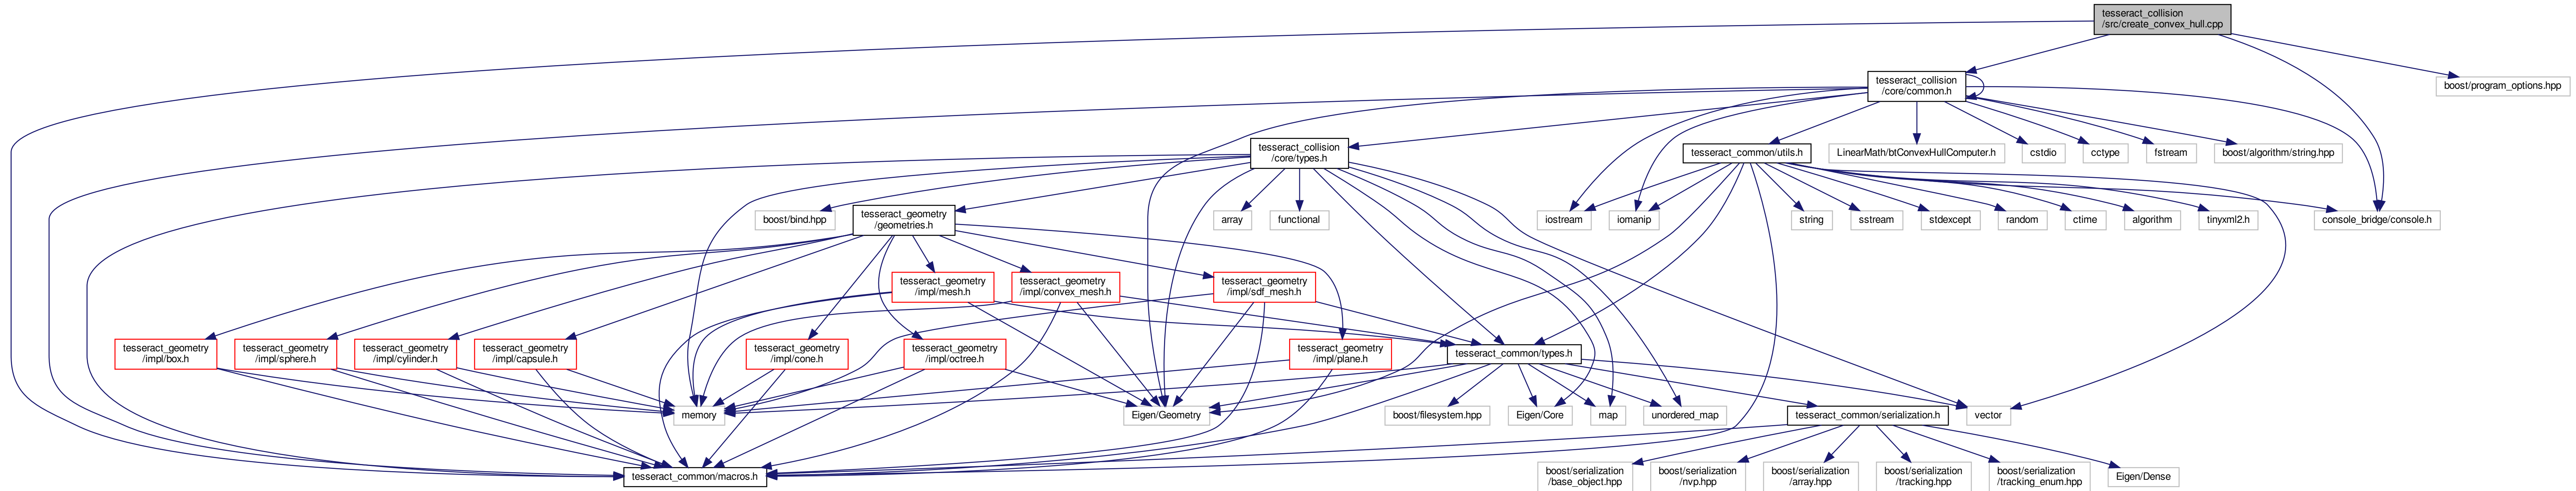 tesseract_collision
/src/create_convex_hull.cpp
tesseract_collision
/core/common.h
boost/program_options.hpp
tesseract_collision
/core/types.h
tesseract_common/utils.h
LinearMath/btConvexHullComputer.h
cstdio
cctype
fstream
boost/algorithm/string.hpp
boost/bind.hpp
tesseract_geometry
/geometries.h
array
functional
iostream
iomanip
string
sstream
stdexcept
random
ctime
algorithm
tinyxml2.h
console_bridge/console.h
tesseract_geometry
/impl/mesh.h
tesseract_geometry
/impl/convex_mesh.h
tesseract_geometry
/impl/sdf_mesh.h
tesseract_geometry
/impl/box.h
tesseract_geometry
/impl/sphere.h
tesseract_geometry
/impl/cylinder.h
tesseract_geometry
/impl/capsule.h
tesseract_geometry
/impl/cone.h
tesseract_geometry
/impl/octree.h
tesseract_geometry
/impl/plane.h
tesseract_common/types.h
memory
Eigen/Geometry
boost/filesystem.hpp
Eigen/Core
map
unordered_map
tesseract_common/serialization.h
vector
tesseract_common/macros.h
boost/serialization
/base_object.hpp
boost/serialization
/nvp.hpp
boost/serialization
/array.hpp
boost/serialization
/tracking.hpp
boost/serialization
/tracking_enum.hpp
Eigen/Dense